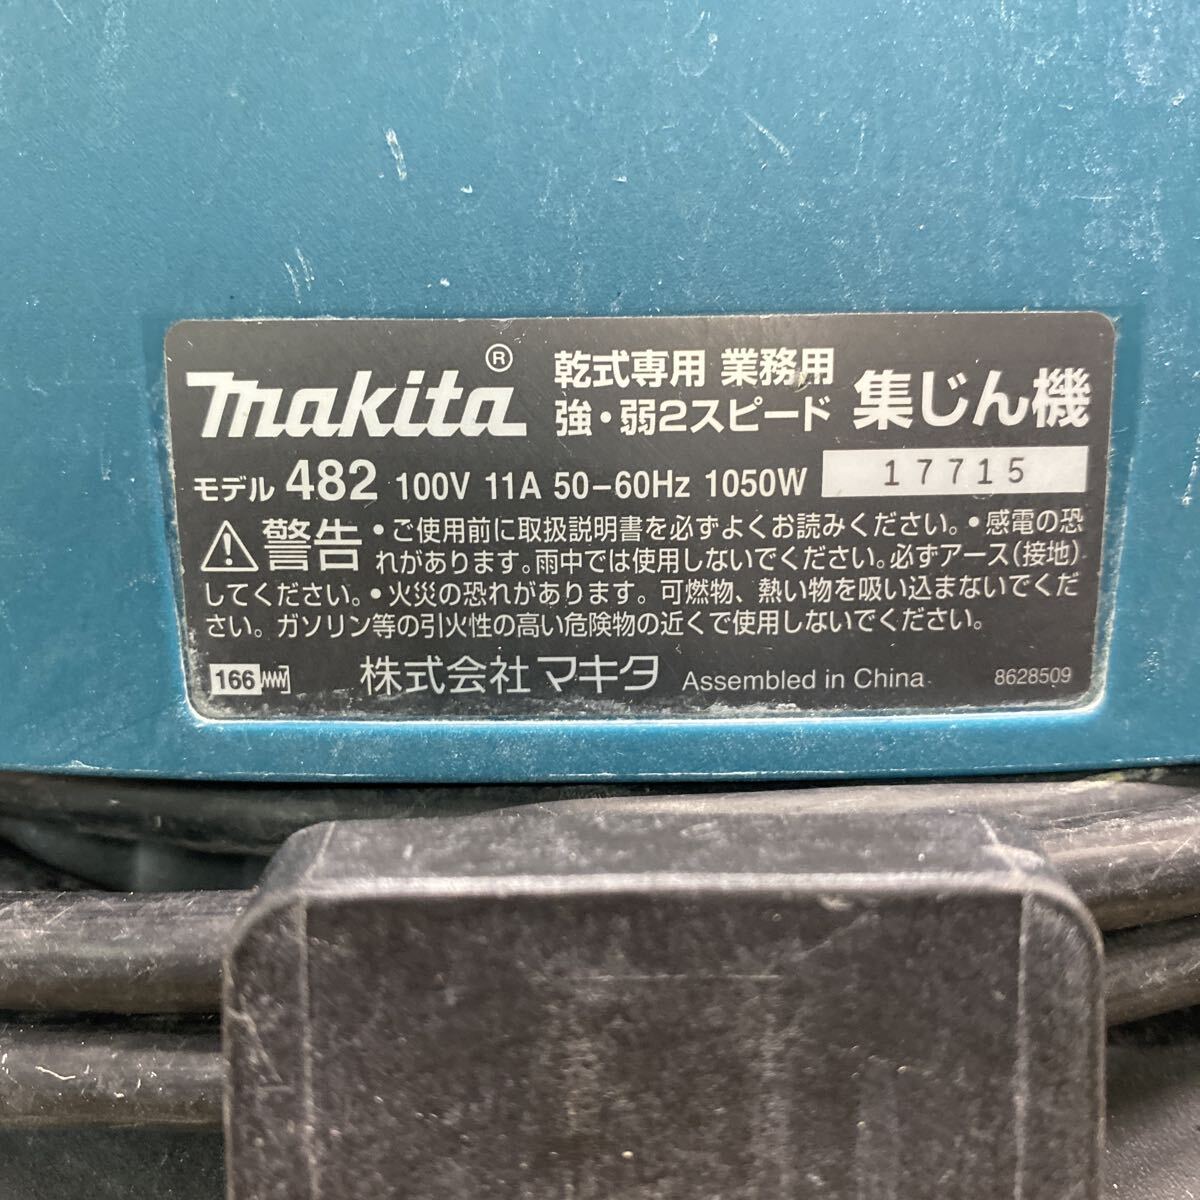 makita®
乾式専用 業務用
強・弱2スピード
集じん機
モデル 482 100V 11A 50-60Hz 1050W 17715
⚠警告 •ご使用前に取扱説明書を必ずよくお読みください。•感電の恐
れがあります。雨中では使用しないでください。必ずアース(接地)
してください。•火災の恐れがあります。可燃物、熱い物を吸い込まないでくだ
さい。ガソリン等の引火性の高い危険物の近くで使用しないでください。
166 株式会社 マキタ Assembled in China 8628509